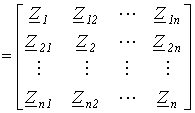 = [ Z1 Z12 ⋯ Z1n
Z21 Z2 ⋯ Z2n
⋮ ⋮ ⋮ ⋮
Zn1 Zn2 ⋯ Zn ]